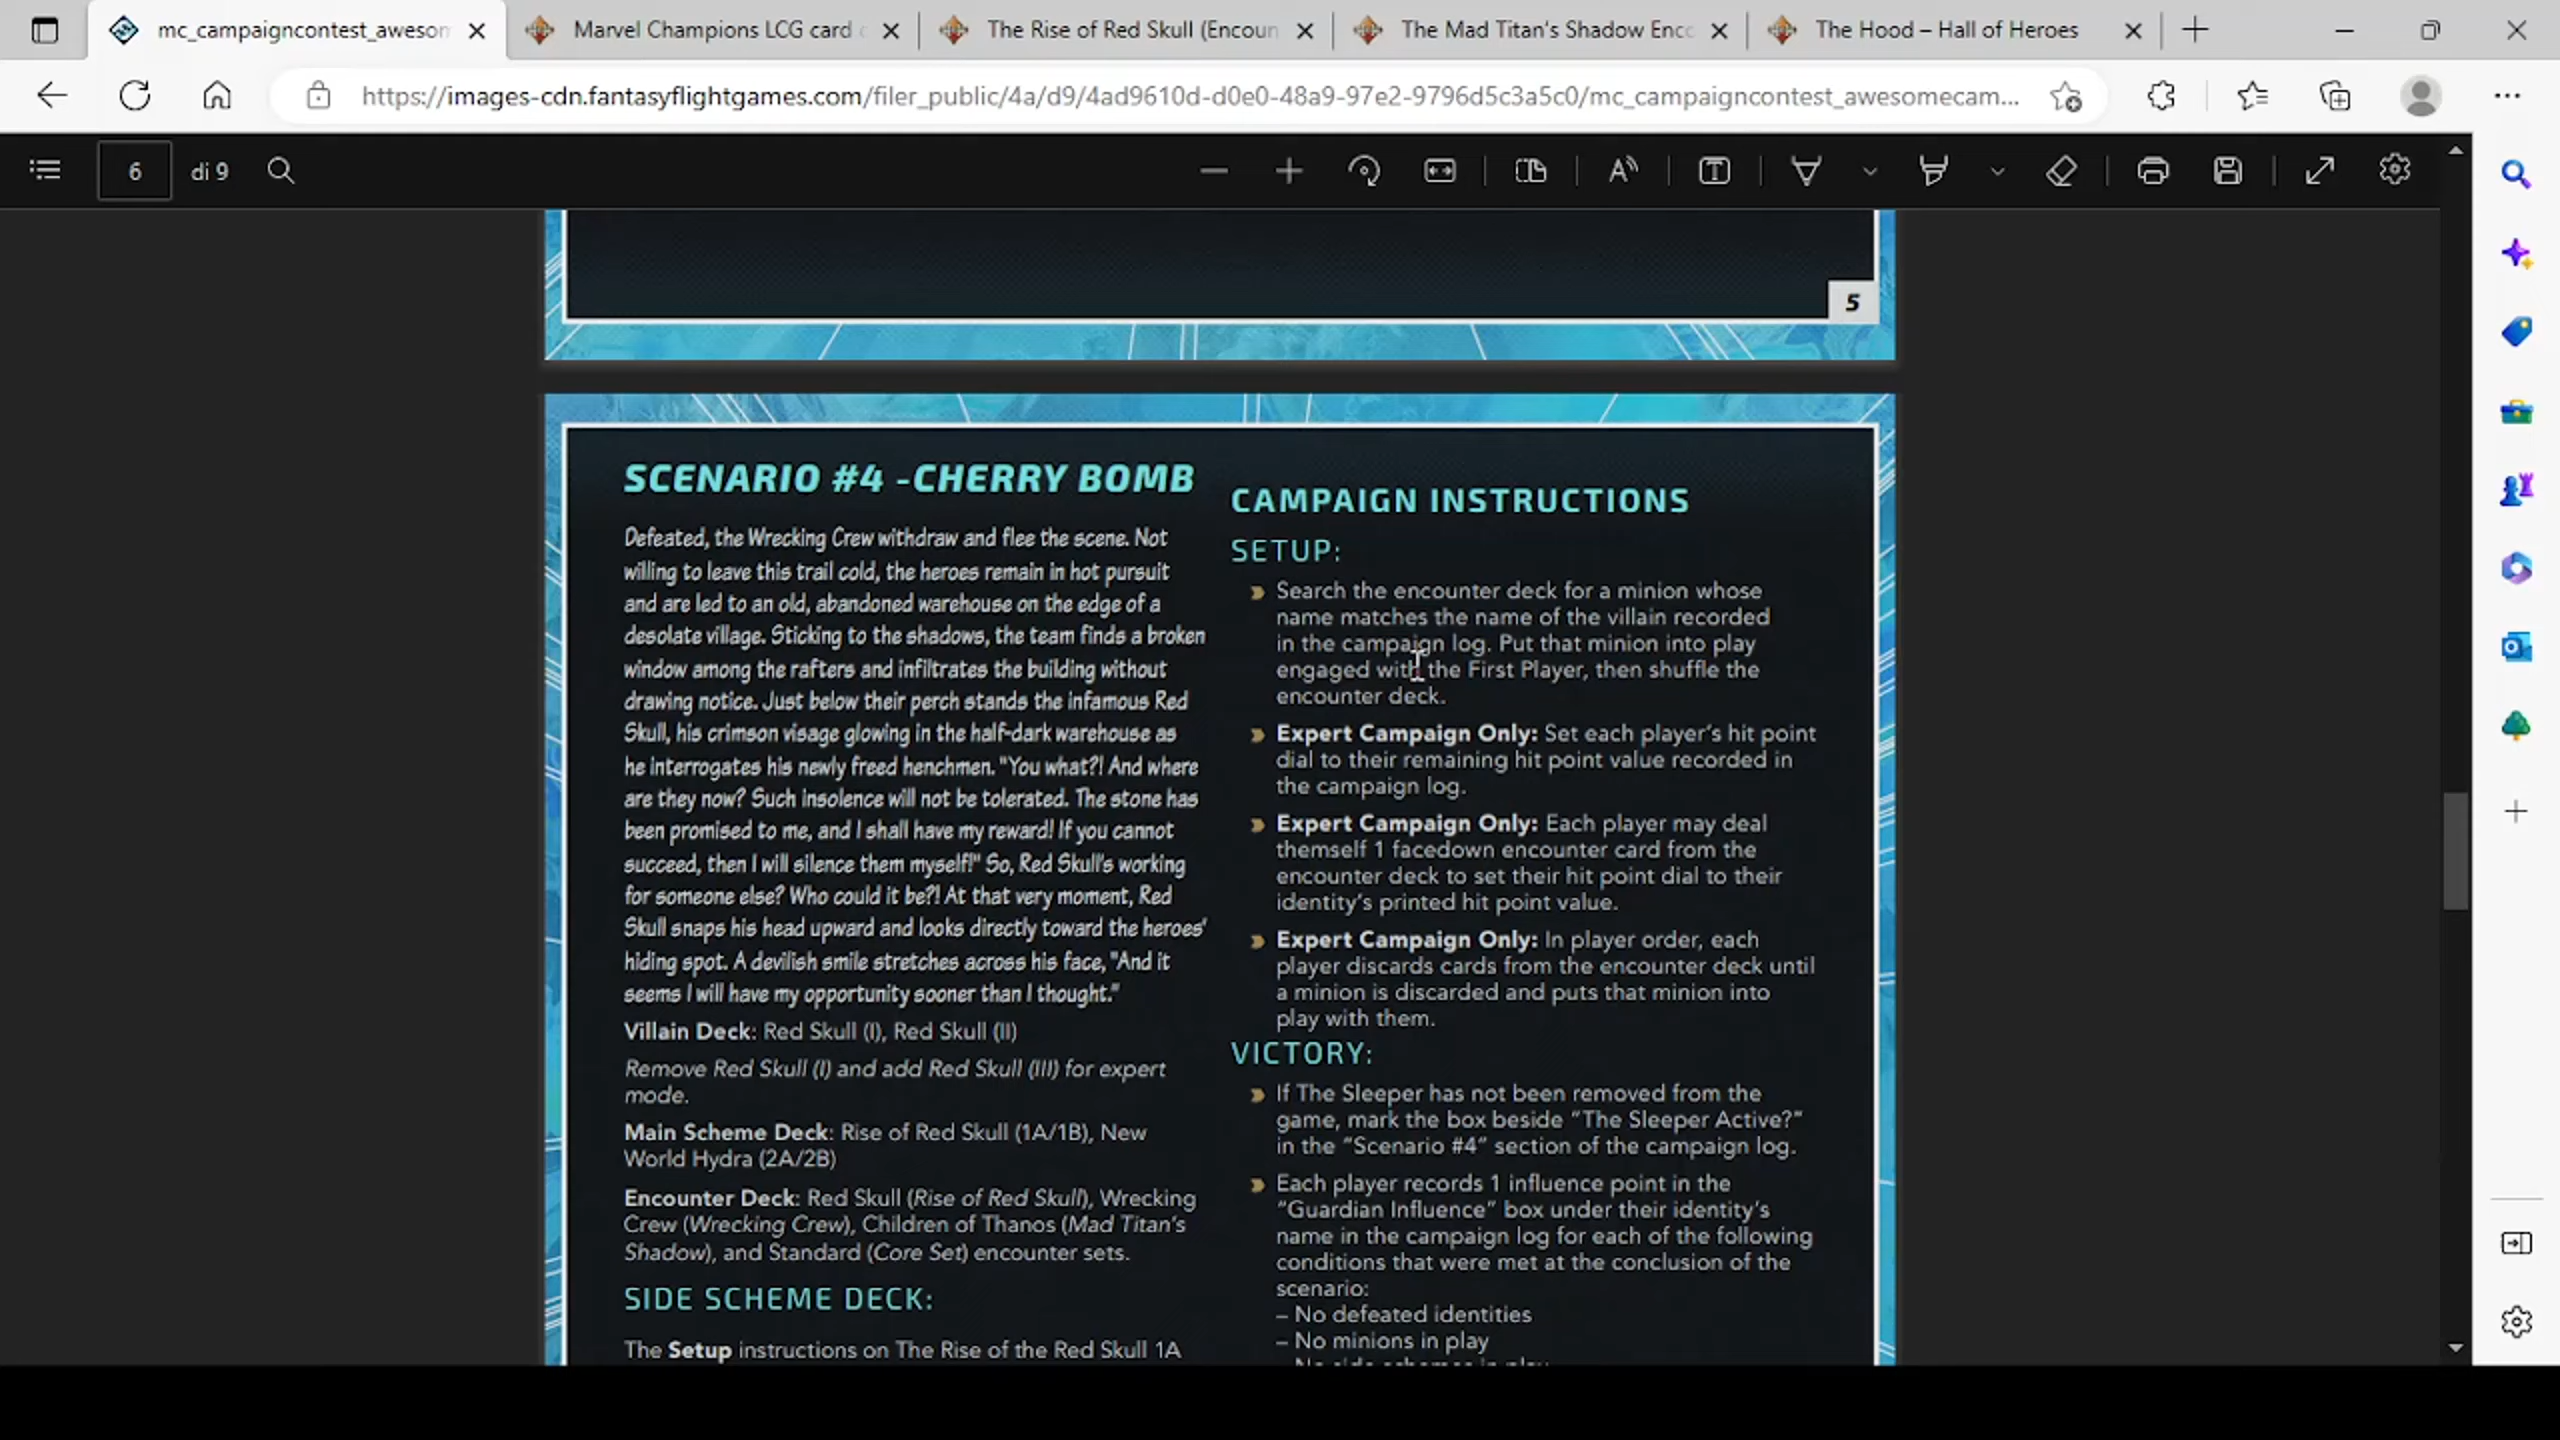 mc_campaigncontest_aweson
Marvel Champions LCG card
The Rise of Red Skull (Encoun
The Mad Titan's Shadow Enc
The Hood – Hall of Heroes
https://images-cdn.fantasyflightgames.com/filer_public/4a/d9/4ad9610d-d0e0-48a9-97e2-9796d5c3a5c0/mc_campaigncontest_awesomecam...
6 di 9
5
SCENARIO #4 -CHERRY BOMB
Defeated, the Wrecking Crew withdraw and flee the scene. Not
willing to leave this trail cold, the heroes remain in hot pursuit
and are led to an old, abandoned warehouse on the edge of a
desolate village. Sticking to the shadows, the team finds a broken
window among the rafters and infiltrates the building without
drawing notice. Just below their perch stands the infamous Red
Skull, his crimson visage glowing in the half-dark warehouse as
he interrogates his newly freed henchmen. "You what?! And where
are they now? Such insolence will not be tolerated. The stone has
been promised to me, and I shall have my reward! If you cannot
succeed, then I will silence them myself!" So, Red Skull's working
for someone else? Who could it be?! At that very moment, Red
Skull snaps his head upward and looks directly toward the heroes'
hiding spot. A devilish smile stretches across his face, "And it
seems I will have my opportunity sooner than I thought."
Villain Deck: Red Skull (I), Red Skull (II)
Remove Red Skull (I) and add Red Skull (III) for expert
mode.
Main Scheme Deck: Rise of Red Skull (1A/1B), New
World Hydra (2A/2B)
Encounter Deck: Red Skull (Rise of Red Skull), Wrecking
Crew (Wrecking Crew), Children of Thanos (Mad Titan's
Shadow), and Standard (Core Set) encounter sets.
SIDE SCHEME DECK:
The Setup instructions on The Rise of the Red Skull 1A
CAMPAIGN INSTRUCTIONS
SETUP:
Search the encounter deck for a minion whose
name matches the name of the villain recorded
in the campaign log. Put that minion into play
engaged with the First Player, then shuffle the
encounter deck.
Expert Campaign Only: Set each player's hit point
dial to their remaining hit point value recorded in
the campaign log.
Expert Campaign Only: Each player may deal
themself 1 facedown encounter card from the
encounter deck to set their hit point dial to their
identity's printed hit point value.
Expert Campaign Only: In player order, each
player discards cards from the encounter deck until
a minion is discarded and puts that minion into
play with them.
VICTORY:
If The Sleeper has not been removed from the
game, mark the box beside "The Sleeper Active?"
in the "Scenario #4" section of the campaign log.
Each player records 1 influence point in the
"Guardian Influence" box under their identity's
name in the campaign log for each of the following
conditions that were met at the conclusion of the
scenario:
– No defeated identities
– No minions in play